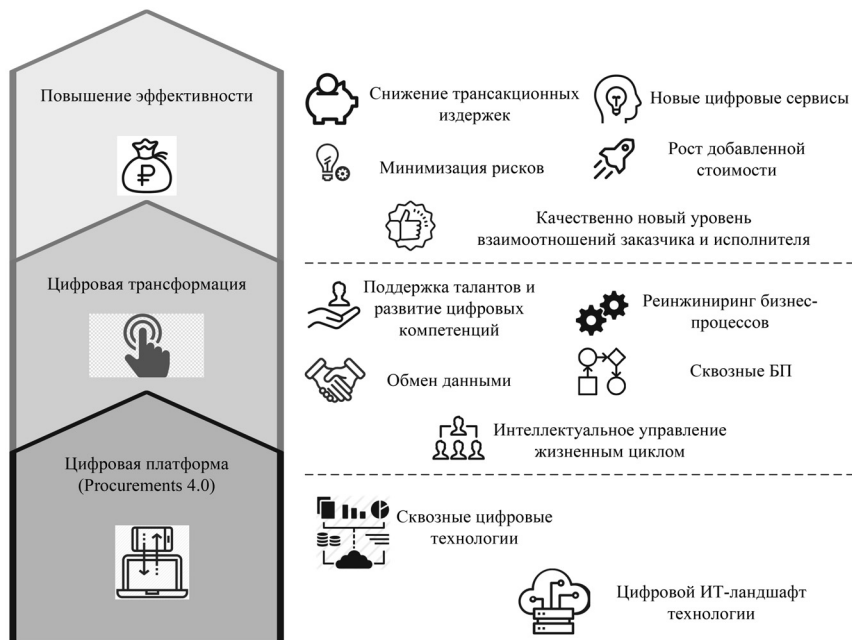 Повышение эффективности
₽
Снижение трансакционных
издержек
Новые цифровые сервисы
Минимизация рисков
Рост добавленной
стоимости
Качественно новый уровень
взаимоотношений заказчика и исполнителя
Цифровая трансформация
Поддержка талантов и
развитие цифровых
компетенций
Реинжиниринг бизнес-
процессов
Обмен данными
Сквозные БП
Интеллектуальное управление
жизненным циклом
Цифровая платформа
(Procurements 4.0)
Сквозные цифровые
технологии
Цифровой ИТ-ландшафт
технологии